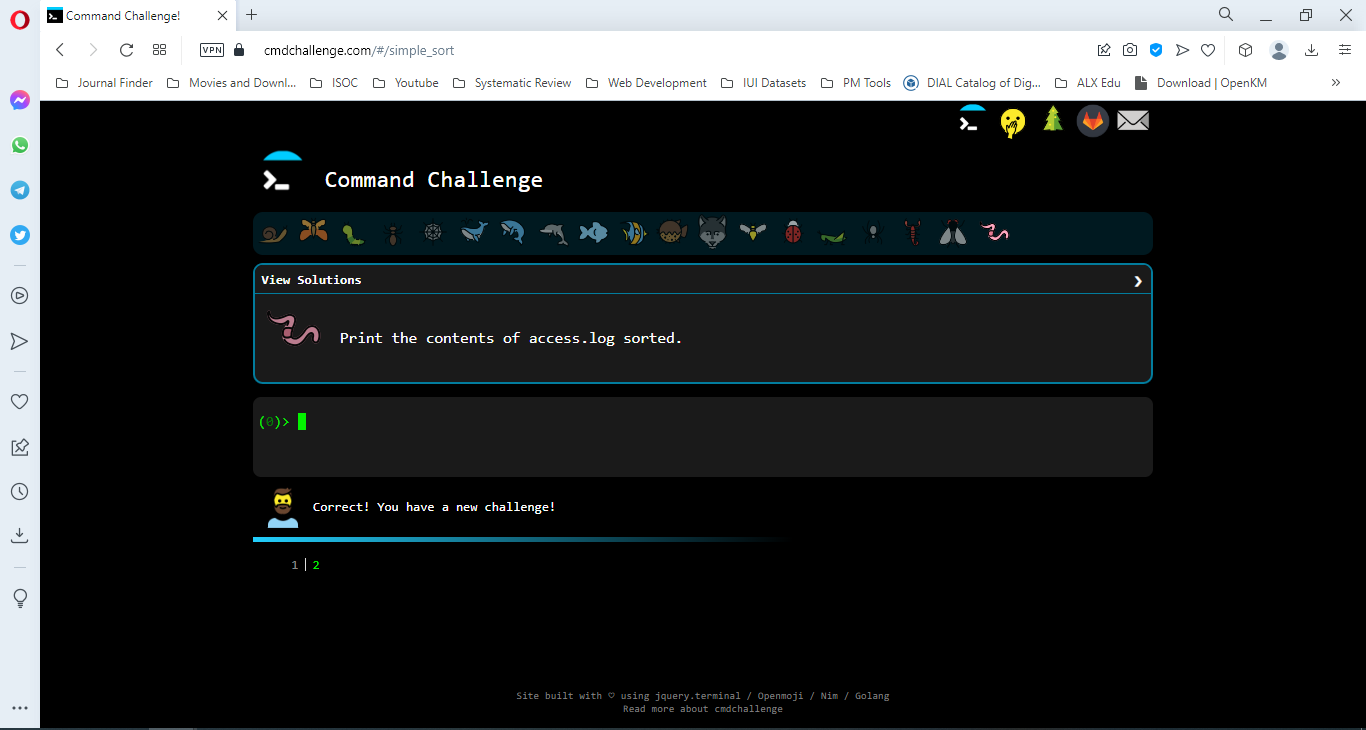 Command Challenge!
VPN
cmdchallenge.com/#/simple_sort
Journal Finder
Movies and Downl...
ISOC
Youtube
Systematic Review
Web Development
IUI Datasets
PM Tools
DIAL Catalog of Dig...
ALX Edu
Download | OpenKM
Command Challenge
View Solutions
Print the contents of access.log sorted.
(0)>
Correct! You have a new challenge!
1 | 2
Site built with ♡ using jquery.terminal / Openmoji / Nim / Golang
Read more about cmdchallenge